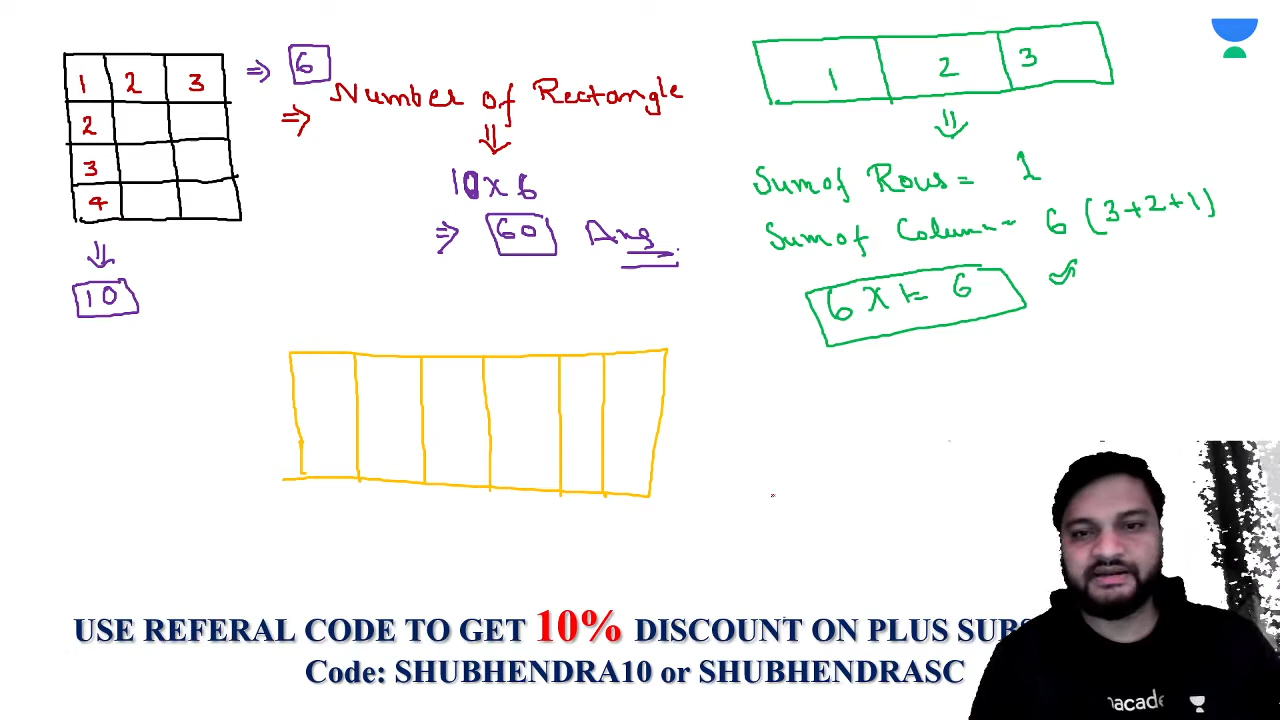 1 2 3
2
3
4
⇒ 6
⇓
10
⇒ Number of Rectangle
⇓
10 x 6
⇒ 60 Ans
1 2 3
⇓
Sum of Rows = 1
Sum of Column = 6 (3+2+1)
6 x 1 = 6
USE REFERAL CODE TO GET 10% DISCOUNT ON PLUS
Code: SHUBHENDRA10 or SHUBHENDRASC